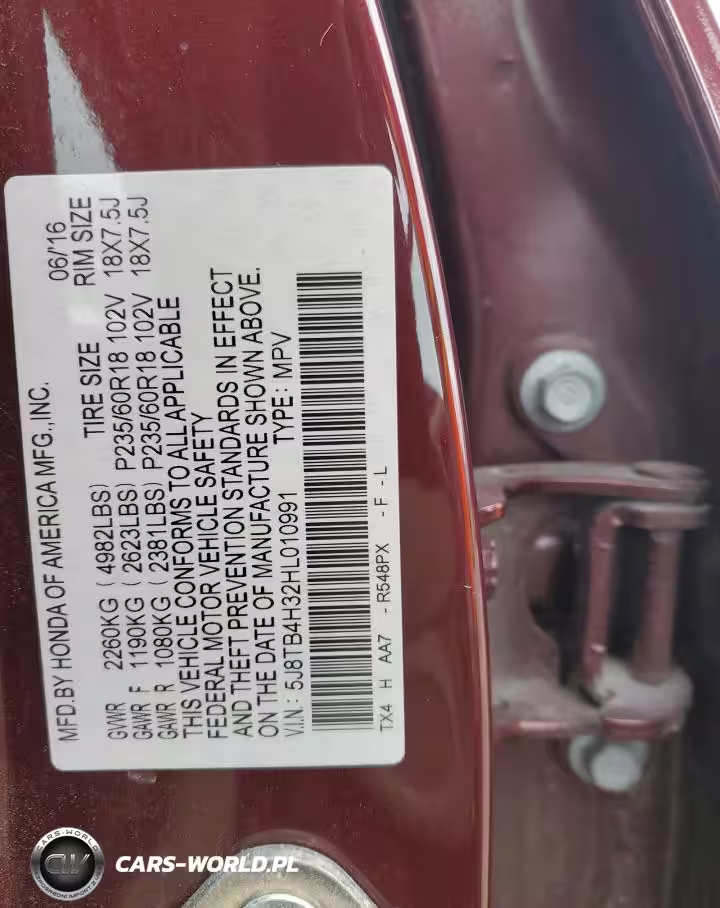 MFD.BY HONDA OF AMERICA MFG.,INC. 06/'16
TIRE SIZE RIM SIZE
GVWR 2260KG ( 4982LBS)
GAWR F 1190KG ( 2623LBS) P235/60R18 102V 18X7.5J
GAWR R 1080KG ( 2381LBS) P235/60R18 102V 18X7.5J
THIS VEHICLE CONFORMS TO ALL APPLICABLE
FEDERAL MOTOR VEHICLE SAFETY
AND THEFT PREVENTION STANDARDS IN EFFECT
ON THE DATE OF MANUFACTURE SHOWN ABOVE.
V.I.N.: 5J8TB4H32HL010991 TYPE: MPV
TX4 H AA7 - R548PX - F - L
CARS-WORLD
CW
CARS-WORLD.PL